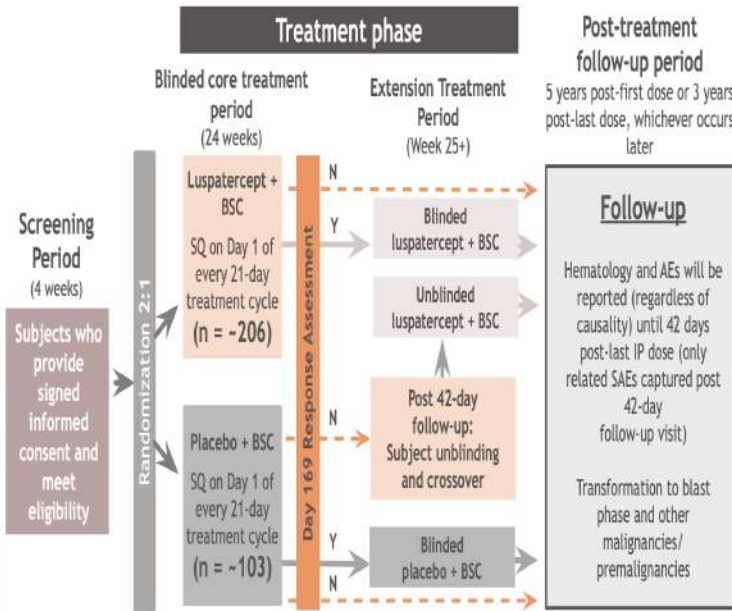 Treatment phase
Post-treatment
follow-up period
5 years post-first dose or 3 years
post-last dose, whichever occurs
later
Blinded core treatment
period
(24 weeks)
Extension Treatment
Period
(Week 25+)
Screening
Period
(4 weeks)
Subjects who
provide
signed
informed
consent and
meet
eligibility
Randomization 2:1
Luspatercept +
BSC
SQ on Day 1 of
every 21-day
treatment cycle
(n = ~206)
Placebo + BSC
SQ on Day 1 of
every 21-day
treatment cycle
(n = ~103)
Day 169 Response Assessment
N
Y
N
Y
N
Blinded
luspatercept + BSC
Unblinded
luspatercept + BSC
Post 42-day
follow-up:
Subject unblinding
and crossover
Blinded
placebo + BSC
Follow-up
Hematology and AEs will be
reported (regardless of
causality) until 42 days
post-last IP dose (only
related SAEs captured post
42-day
follow-up visit)
Transformation to blast
phase and other
malignancies/
premalignancies